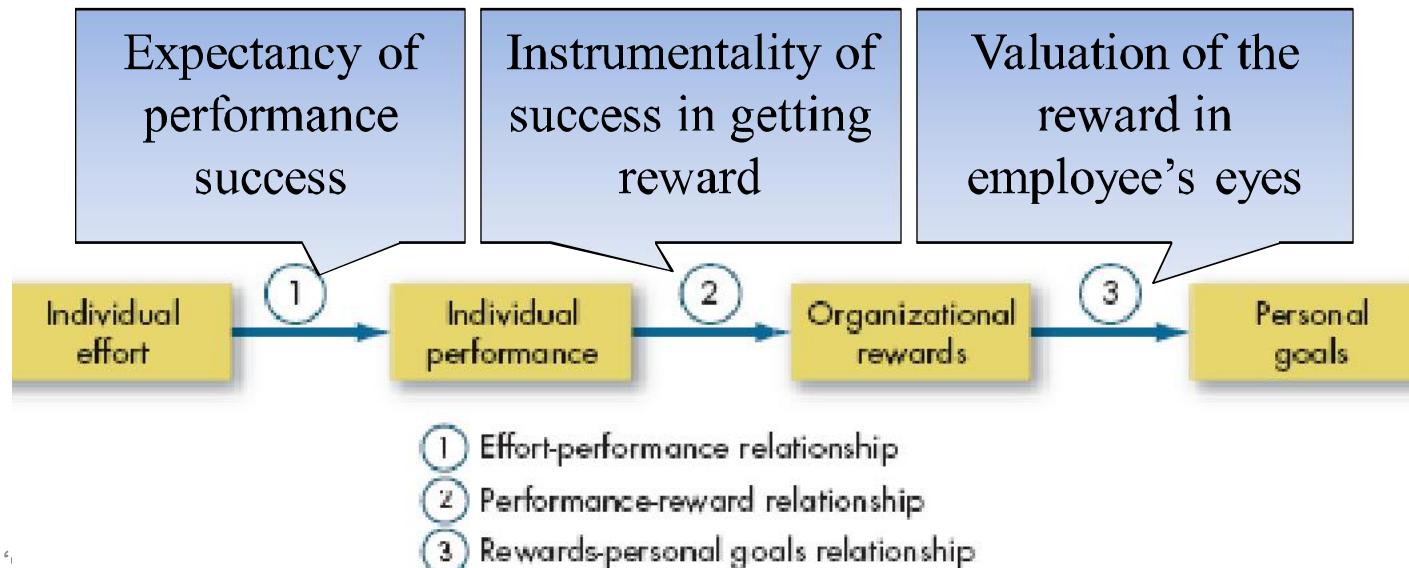 Expectancy of
performance
success
Instrumentality of
success in getting
reward
Valuation of the
reward in
employee's eyes
1
2
3
Individual
effort
Individual
performance
Organizational
rewards
Personal
goals
1 Effort-performance relationship
2 Performance-reward relationship
3 Rewards-personal goals relationship